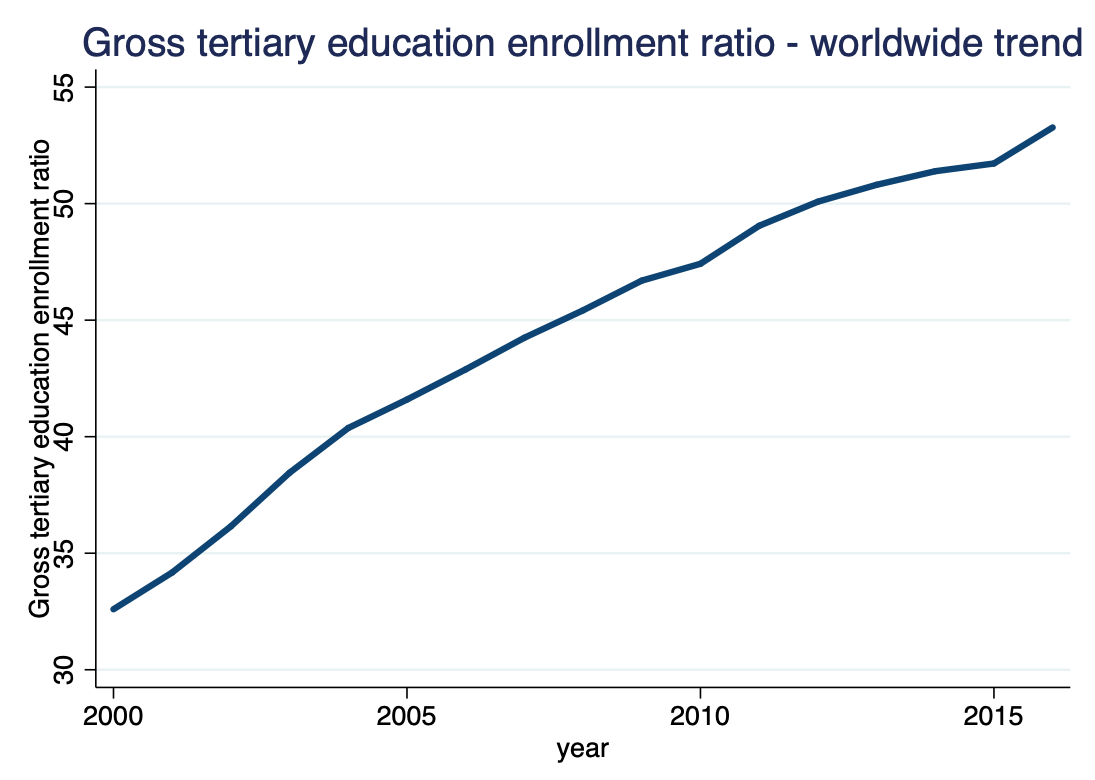 Gross tertiary education enrollment ratio - worldwide trend
Gross tertiary education enrollment ratio
55
50
45
40
35
30
2000 2005 2010 2015
year